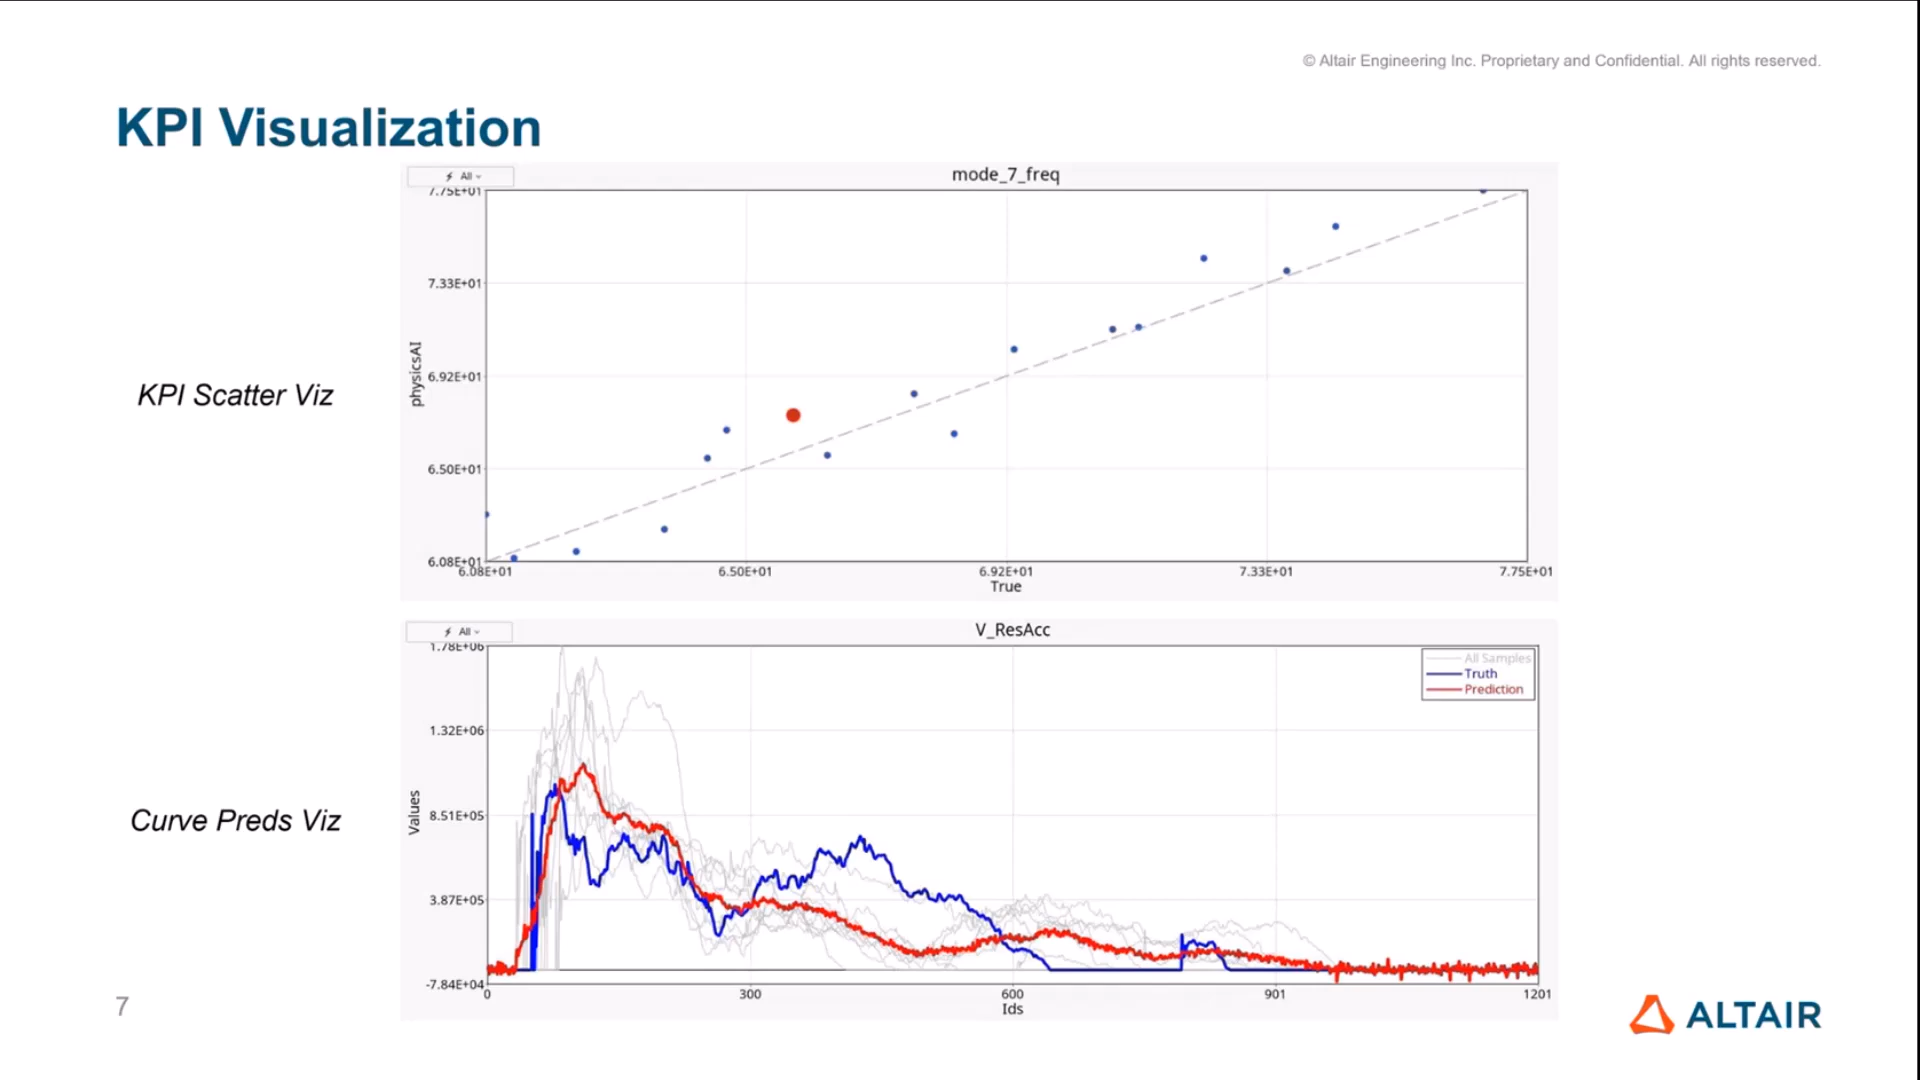 © Altair Engineering Inc. Proprietary and Confidential. All rights reserved.
KPI Visualization
All
mode_7_freq
7.75E+01
7.33E+01
6.92E+01
6.50E+01
6.08E+01
physicsAI
6.08E+01 6.50E+01 6.92E+01 7.33E+01 7.75E+01
True
KPI Scatter Viz
All
V_ResAcc
1.78E+06
1.32E+06
8.51E+05
3.87E+05
-7.84E+04
Values
All Samples
Truth
Prediction
0 300 600 901 1201
Ids
Curve Preds Viz
7
ALTAIR